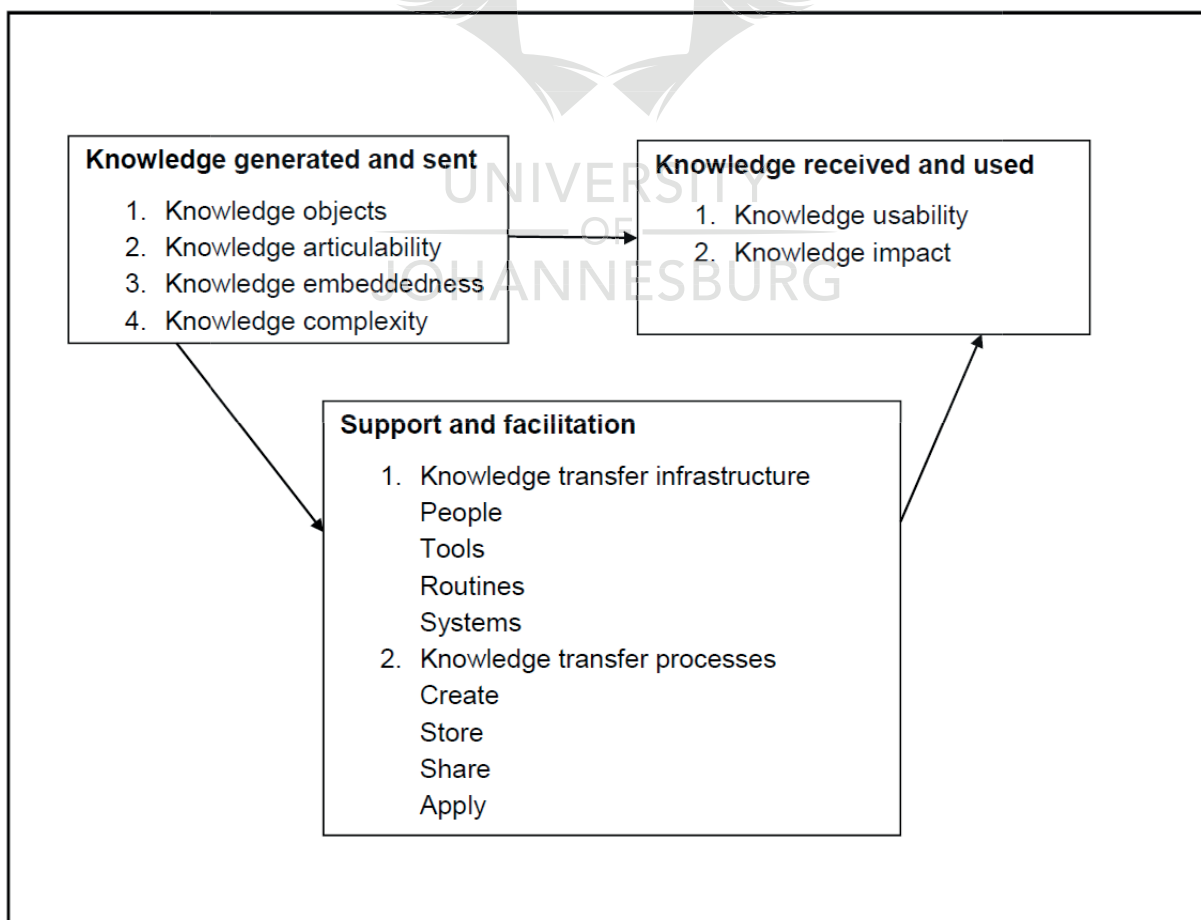 Knowledge generated and sent
1. Knowledge objects
2. Knowledge articulability
3. Knowledge embeddedness
4. Knowledge complexity
Knowledge received and used
1. Knowledge usability
2. Knowledge impact
UNIVERSITY
OF
JOHANNESBURG
Support and facilitation
1. Knowledge transfer infrastructure
People
Tools
Routines
Systems
2. Knowledge transfer processes
Create
Store
Share
Apply